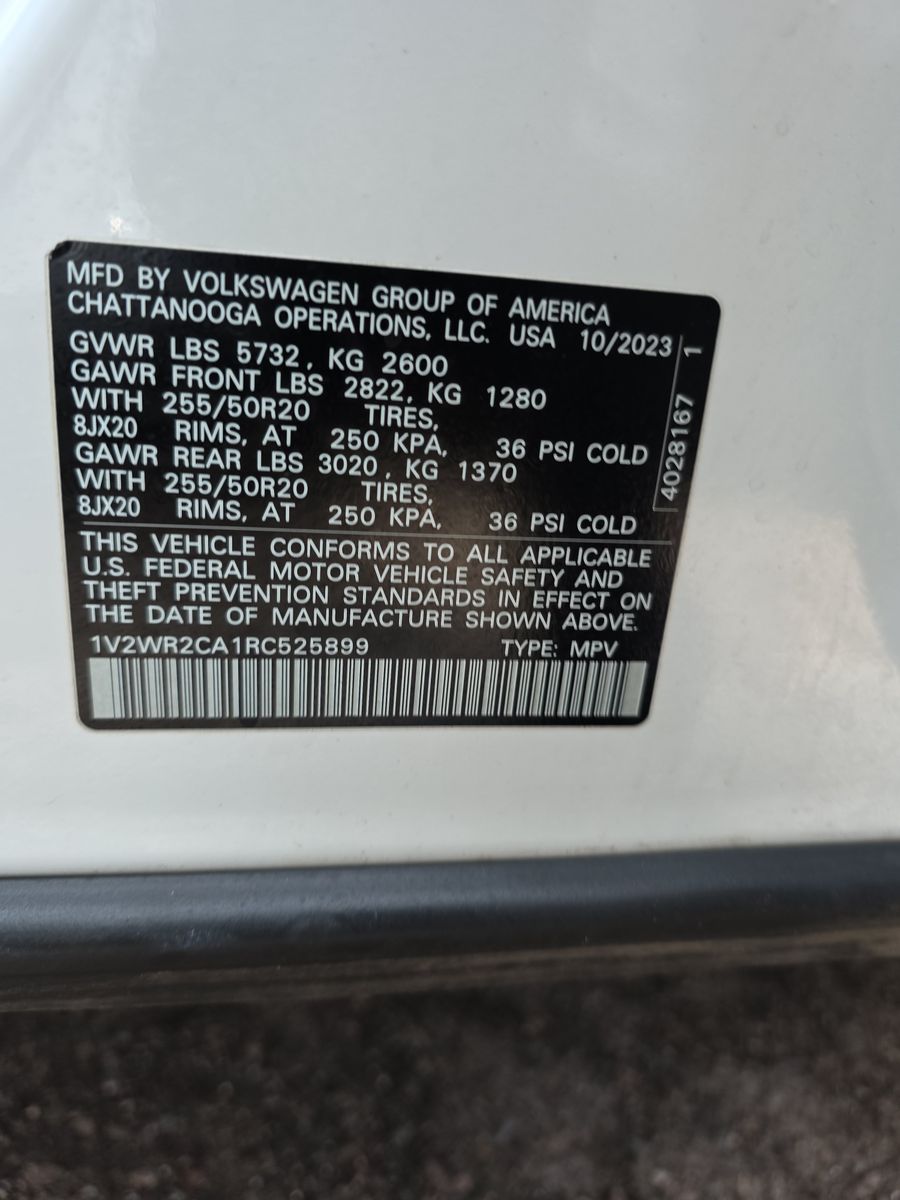 MFD BY VOLKSWAGEN GROUP OF AMERICA
CHATTANOOGA OPERATIONS, LLC. USA 10/2023
GVWR LBS 5732, KG 2600
GAWR FRONT LBS 2822, KG 1280
WITH 255/50R20 TIRES,
8JX20 RIMS, AT 250 KPA, 36 PSI COLD
GAWR REAR LBS 3020, KG 1370
WITH 255/50R20 TIRES,
8JX20 RIMS, AT 250 KPA, 36 PSI COLD
4028167 1
THIS VEHICLE CONFORMS TO ALL APPLICABLE
U.S. FEDERAL MOTOR VEHICLE SAFETY AND
THEFT PREVENTION STANDARDS IN EFFECT ON
THE DATE OF MANUFACTURE SHOWN ABOVE.
1V2WR2CA1RC525899 TYPE: MPV